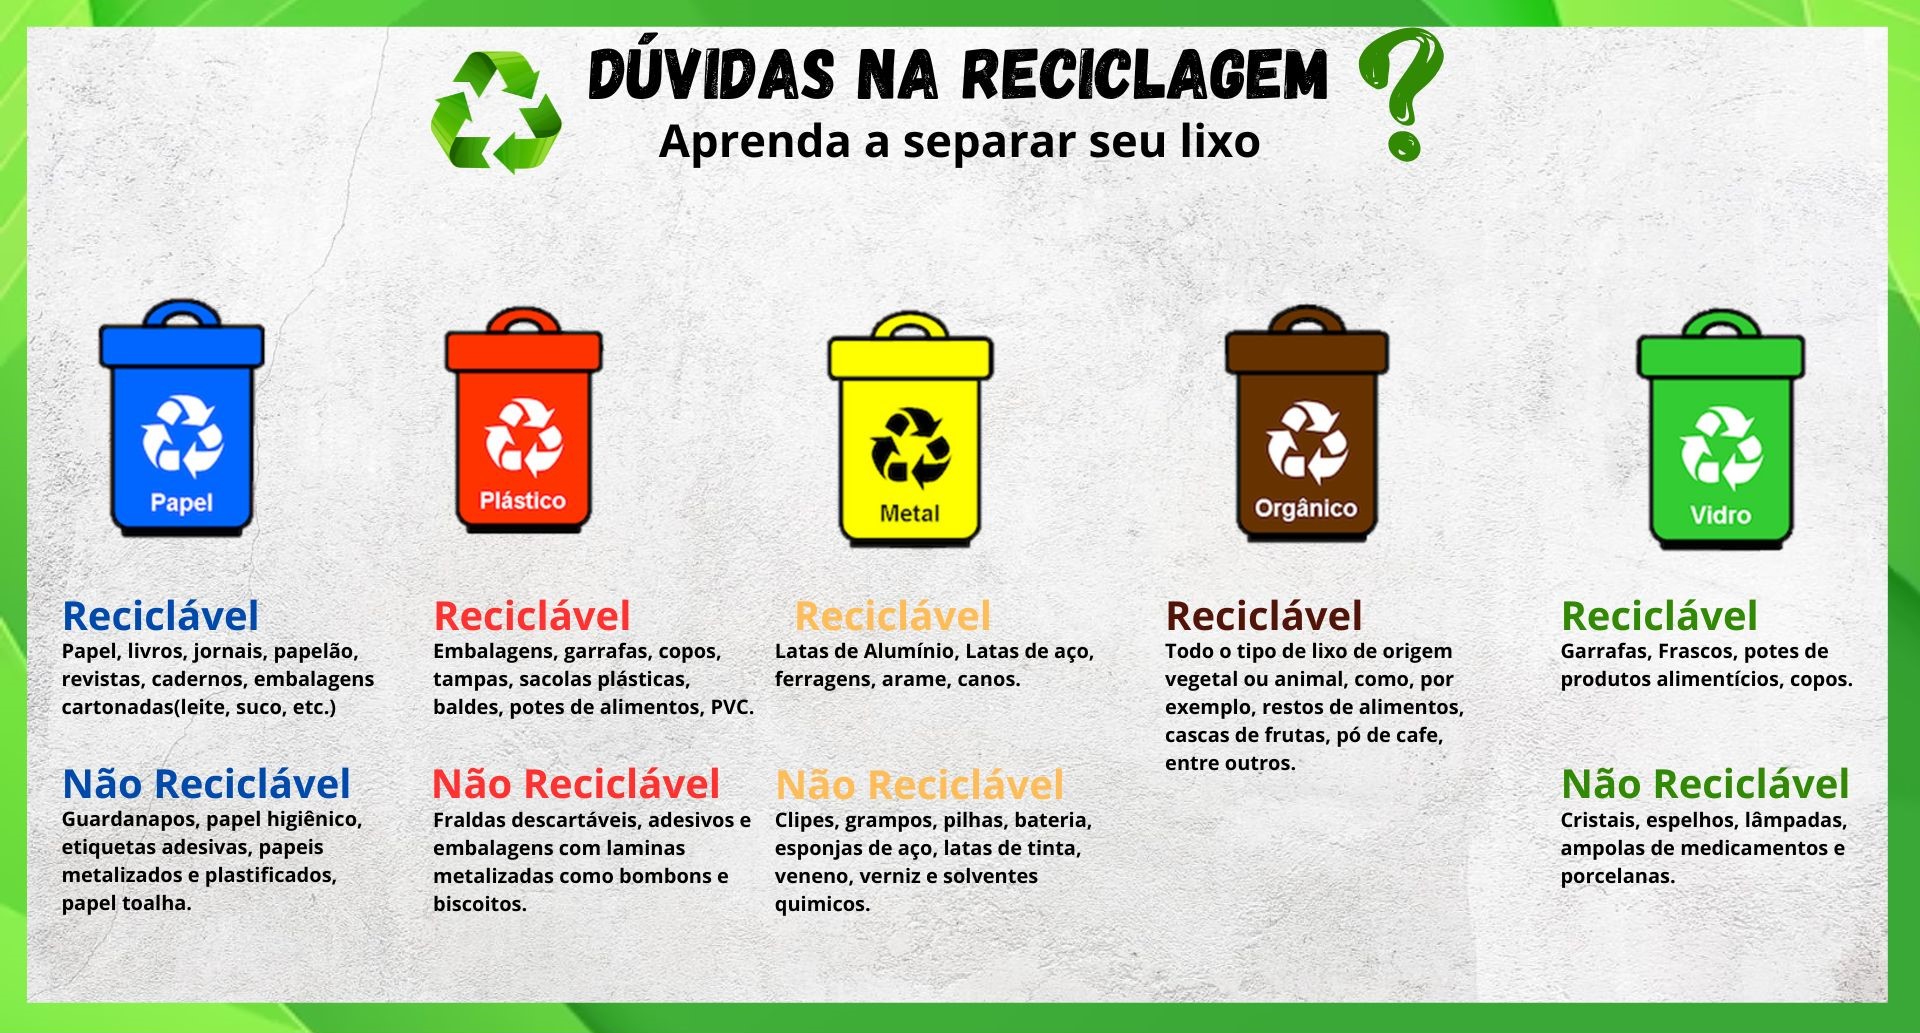 DÚVIDAS NA RECICLAGEM ?
Aprenda a separar seu lixo
Papel
Reciclável
Papel, livros, jornais, papelão,
revistas, cadernos, embalagens
cartonadas(leite, suco, etc.)
Não Reciclável
Guardanapos, papel higiênico,
etiquetas adesivas, papeis
metalizados e plastificados,
papel toalha.
Plástico
Reciclável
Embalagens, garrafas, copos,
tampas, sacolas plásticas,
baldes, potes de alimentos, PVC.
Não Reciclável
Fraldas descartáveis, adesivos e
embalagens com laminas
metalizadas como bombons e
biscoitos.
Metal
Reciclável
Latas de Alumínio, Latas de aço,
ferragens, arame, canos.
Não Reciclável
Clipes, grampos, pilhas, bateria,
esponjas de aço, latas de tinta,
veneno, verniz e solventes
quimicos.
Orgânico
Reciclável
Todo o tipo de lixo de origem
vegetal ou animal, como, por
exemplo, restos de alimentos,
cascas de frutas, pó de cafe,
entre outros.
Vidro
Reciclável
Garrafas, Frascos, potes de
produtos alimentícios, copos.
Não Reciclável
Cristais, espelhos, lâmpadas,
ampolas de medicamentos e
porcelanas.